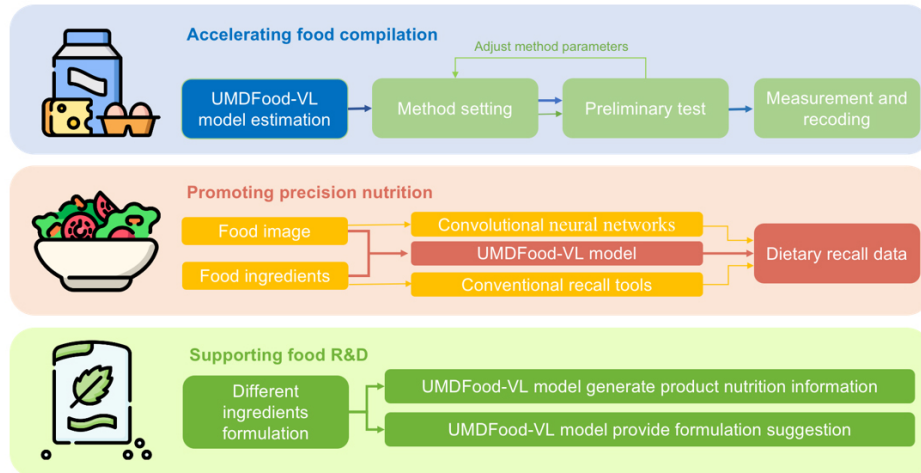 Accelerating food compilation
Adjust method parameters
UMDFood-VL
model estimation
Method setting
Preliminary test
Measurement and
recoding
Promoting precision nutrition
Food image
Food ingredients
Convolutional neural networks
UMDFood-VL model
Conventional recall tools
Dietary recall data
Supporting food R&D
Different
ingredients
formulation
UMDFood-VL model generate product nutrition information
UMDFood-VL model provide formulation suggestion